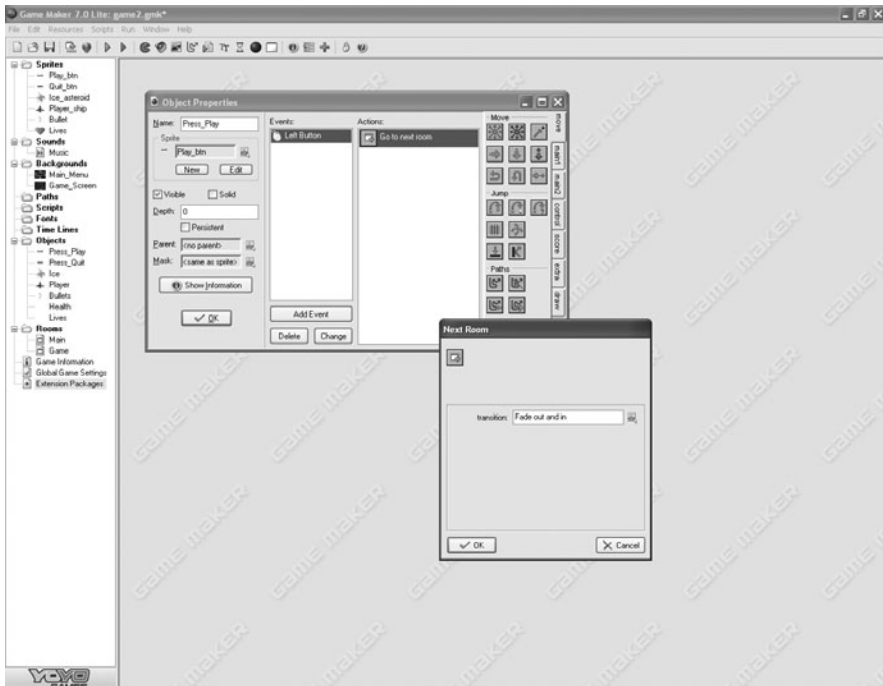 Game Maker 7.0 Lite: game2.gmk*
File Edit Resources Scripts Run Window Help
Sprites
Play_btn
Quit_btn
Ice_asteroid
Player_ship
Bullet
Lives
Sounds
Music
Backgrounds
Main_Menu
Game_Screen
Paths
Scripts
Fonts
Time Lines
Objects
Press_Play
Press_Quit
Ice
Player
Bullets
Health
Lives
Rooms
Main
Game
Game Information
Global Game Settings
Extension Packages
YOYO
GAMES
Object Properties
Name: Press_Play
Sprite
Play_btn
New Edit
Visible Solid
Depth: 0
Persistent
Parent: <no parent>
Mask: <same as sprite>
Show Information
OK
Events:
Left Button
Add Event
Delete Change
Actions:
Go to next room
Move
Jump
Paths
move
main1
main2
control
score
extra
draw
Next Room
transition: Fade out and in
OK Cancel
GAME MAKER